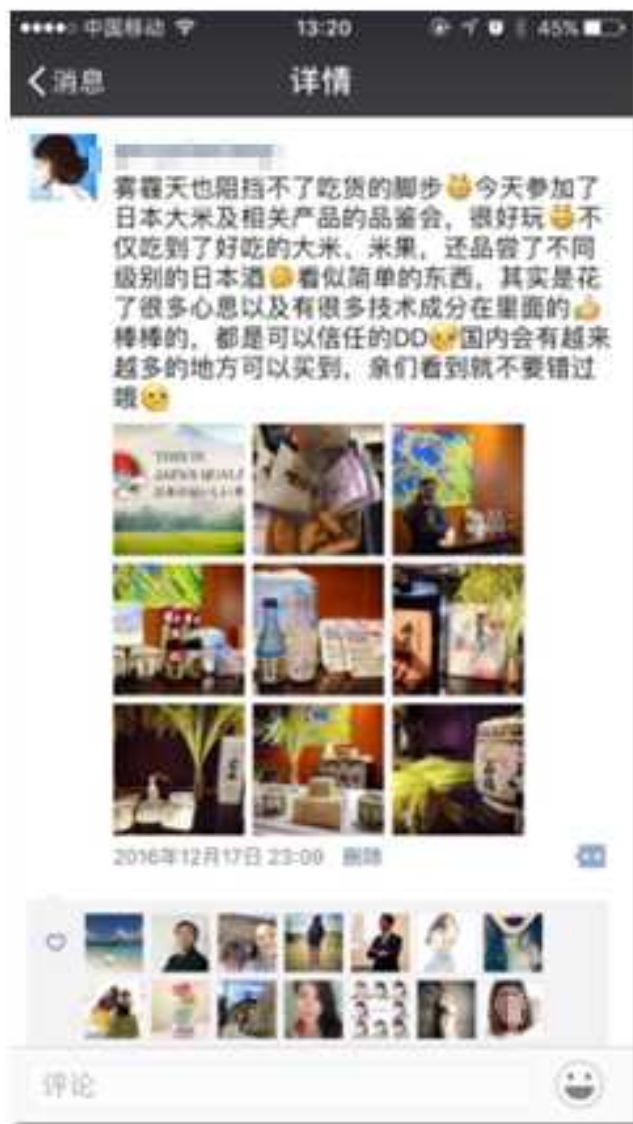 中国移动
13:20
45%
消息
详情
雾霾天也阻挡不了吃货的脚步今天参加了
日本大米及相关产品的品鉴会，很好玩不
仅吃到了好吃的大米、米果，还品尝了不同
级别的日本酒看似简单的东西，其实是花
了很多心思以及有很多技术成分在里面的
棒棒的，都是可以信任的DD国内会有越来
越多的地方可以买到，亲们看到就不要错过
哦
THIS IS
2016年12月17日 23:09 删除
评论